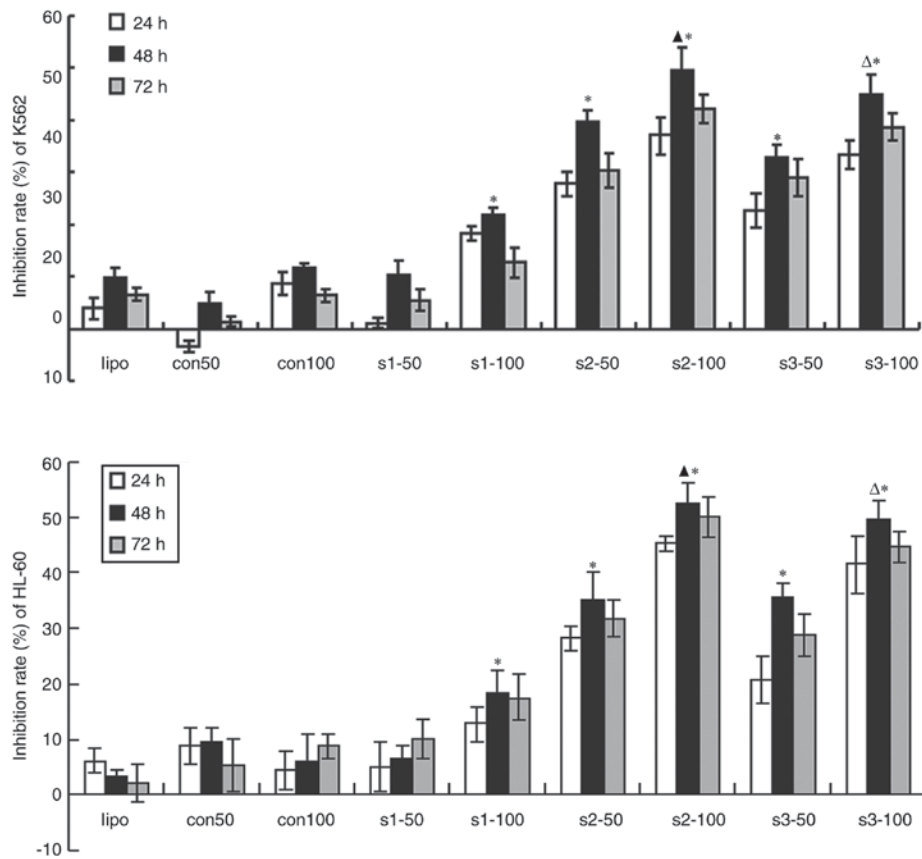 60
50
40
30
20
10
0
10
Inhibition rate (%) of K562
24 h
48 h
72 h
*
*
▲*
*
Δ*
lipo con50 con100 s1-50 s1-100 s2-50 s2-100 s3-50 s3-100
60
50
40
30
20
10
0
-10
Inhibition rate (%) of HL-60
24 h
48 h
72 h
*
*
▲*
*
Δ*
lipo con50 con100 s1-50 s1-100 s2-50 s2-100 s3-50 s3-100